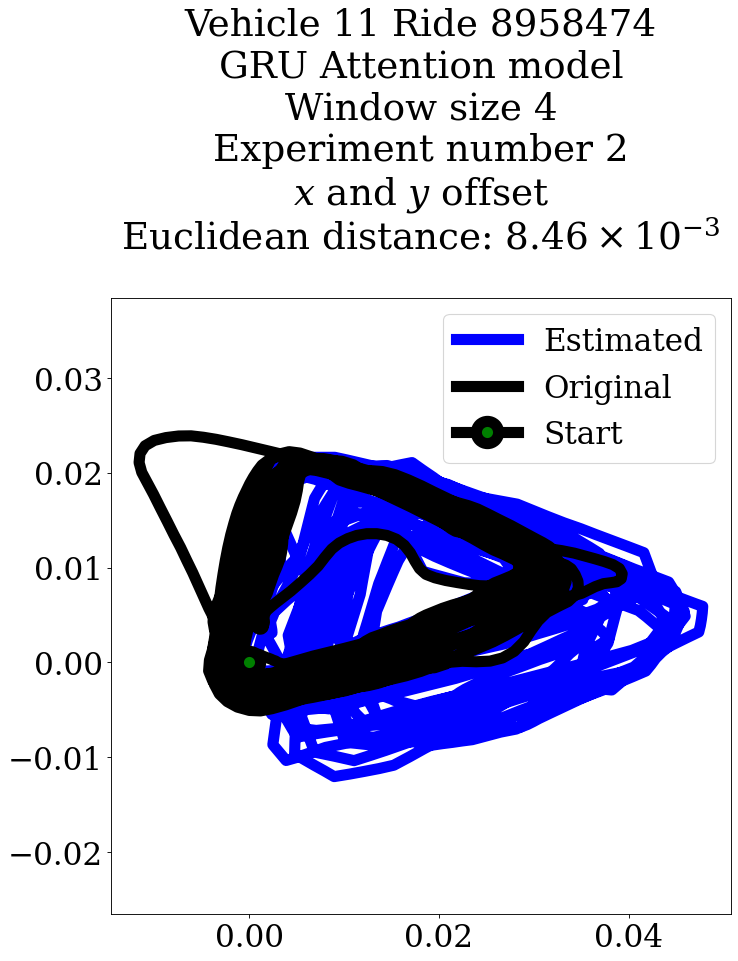 Vehicle 11 Ride 8958474
GRU Attention model
Window size 4
Experiment number 2
x and y offset
Euclidean distance: 8.46 × 10⁻³
Estimated
Original
Start
0.03
0.02
0.01
0.00
−0.01
−0.02
0.00 0.02 0.04